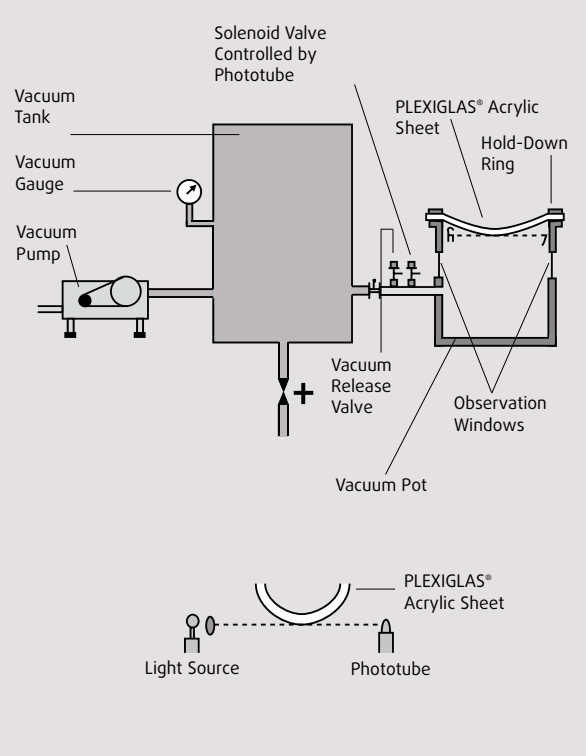 Solenoid Valve
Controlled by
Phototube
Vacuum
Tank
PLEXIGLAS® Acrylic
Sheet
Hold-Down
Ring
Vacuum
Gauge
Vacuum
Pump
Vacuum
Release
Valve
Observation
Windows
Vacuum Pot
PLEXIGLAS®
Acrylic Sheet
Light Source
Phototube